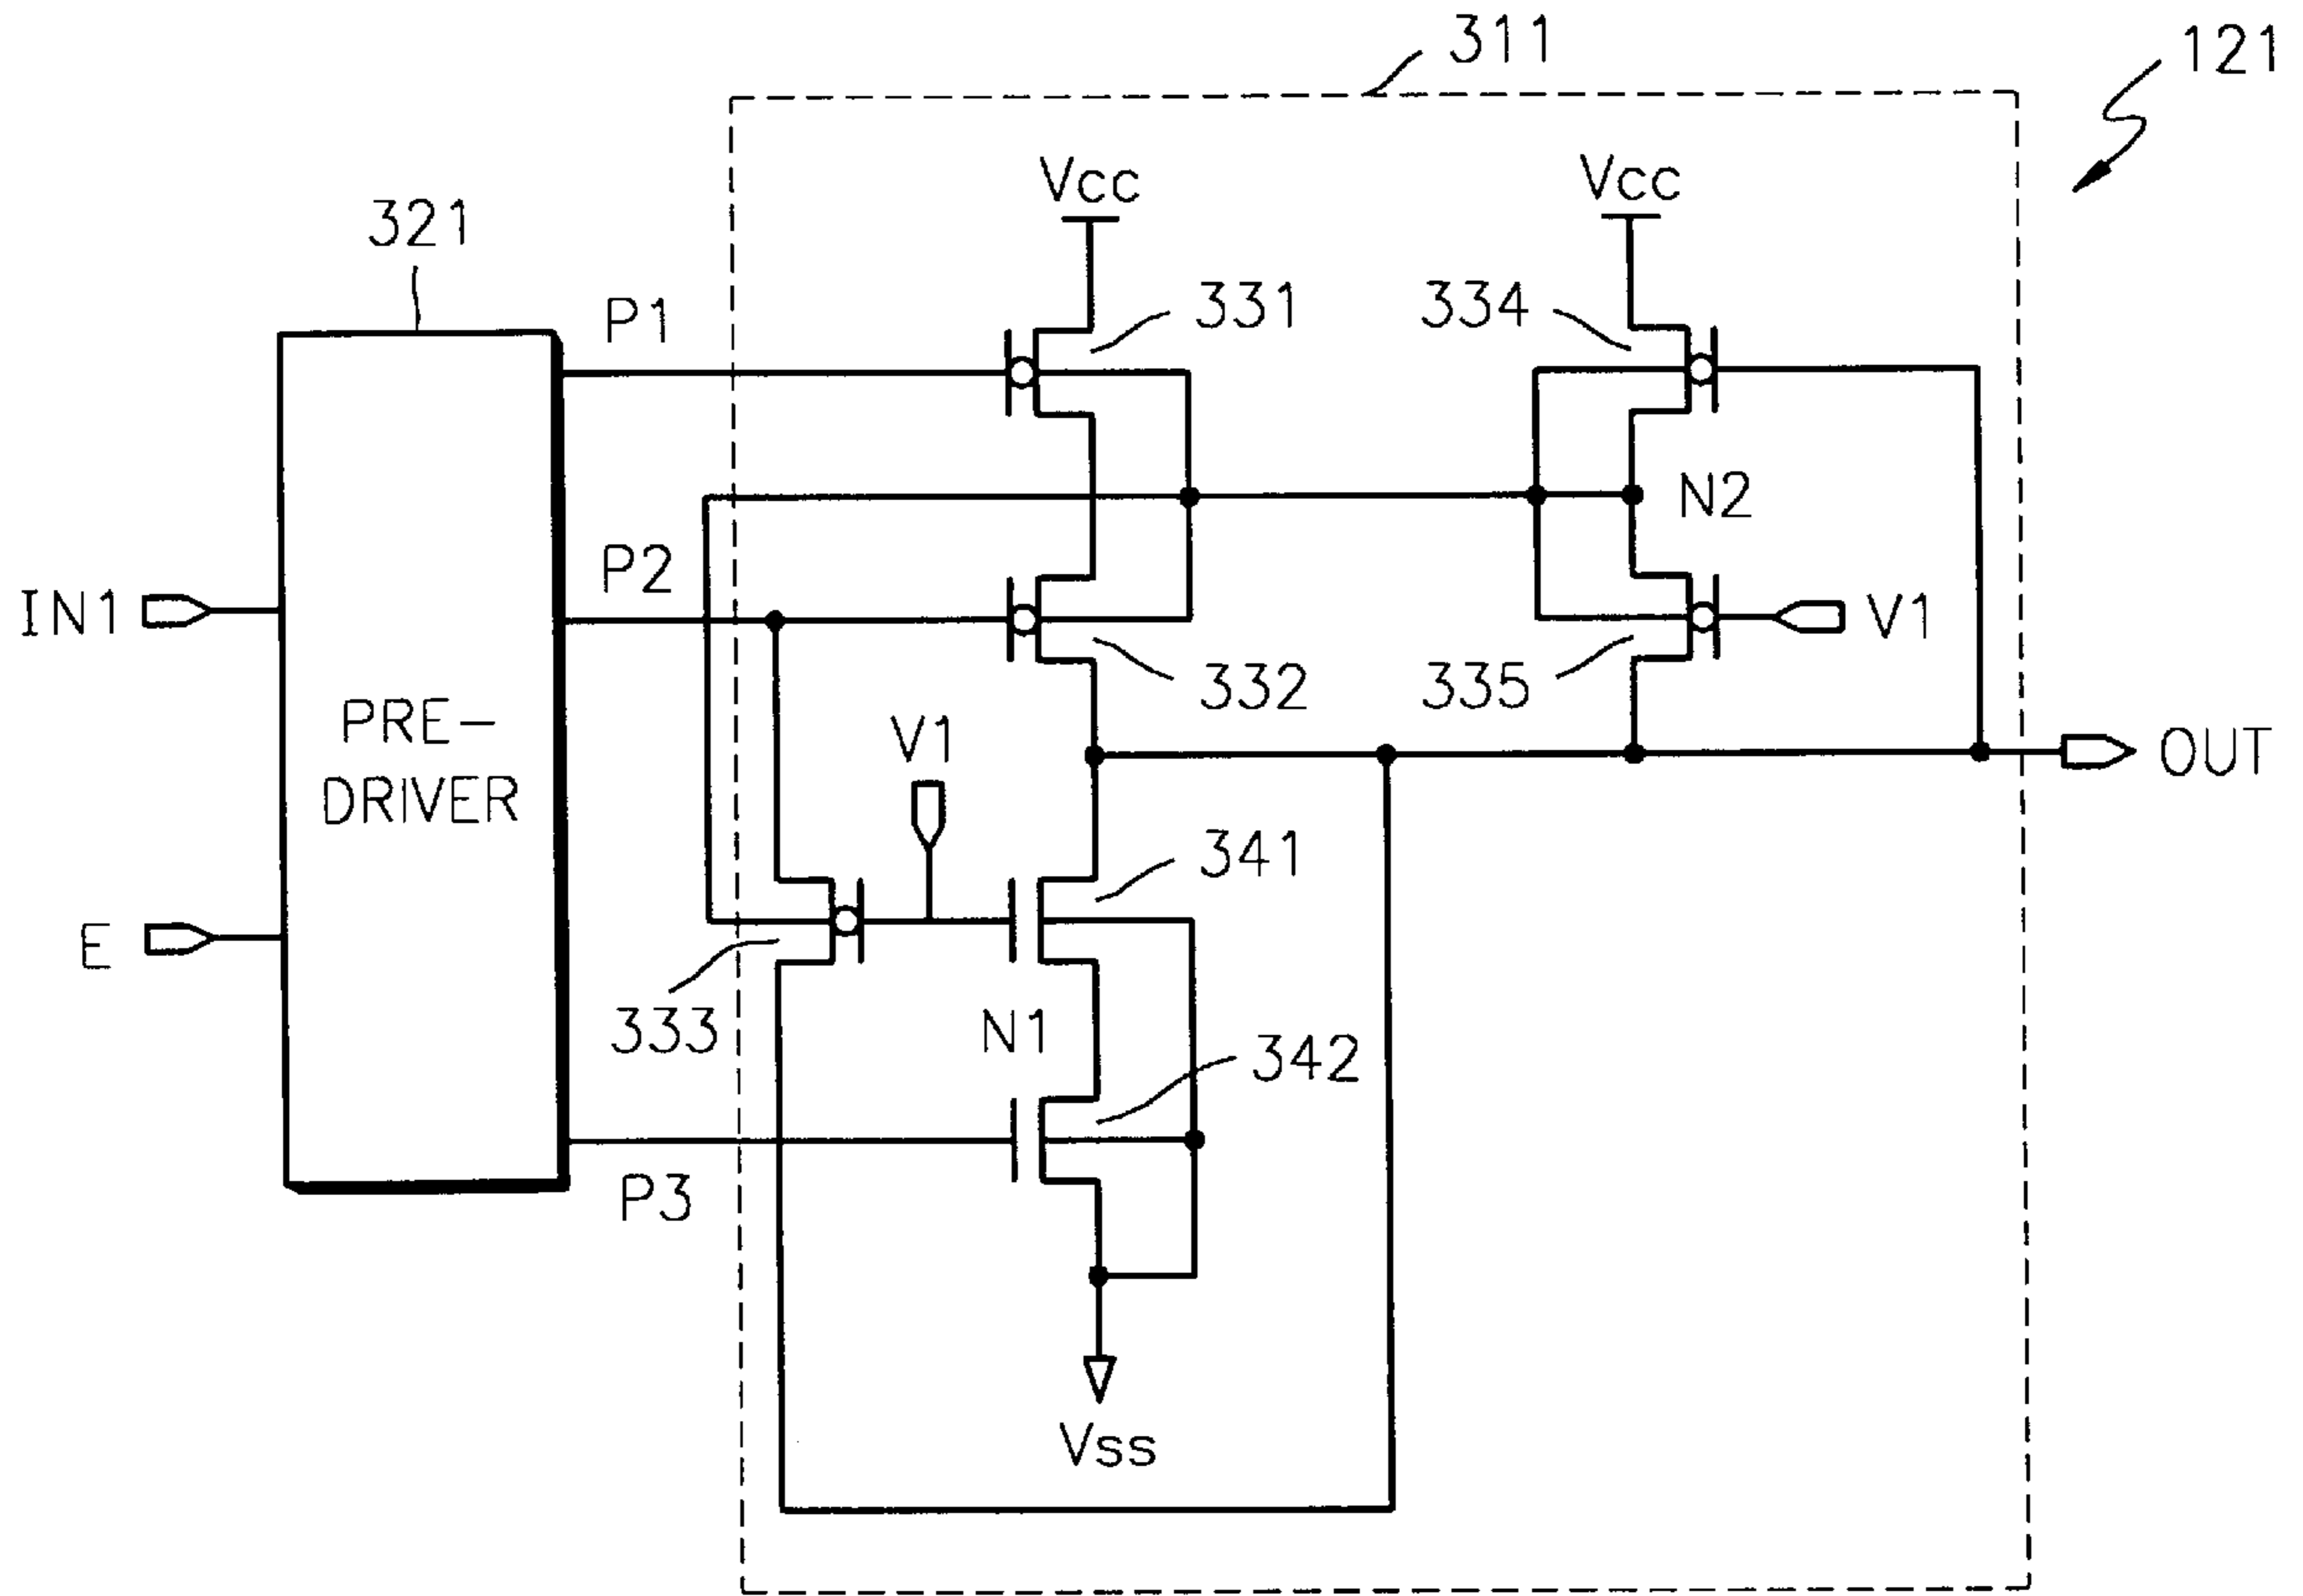 311
121
Vcc
Vcc
321
P1
331
334
N2
P2
IN1
V1
332
335
PRE-
DRIVER
V1
OUT
341
E
333
N1
342
P3
Vss